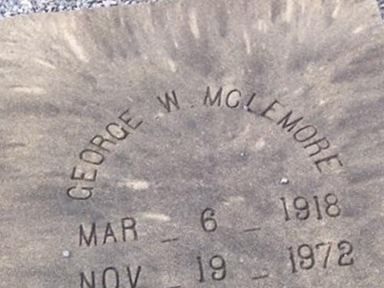 GEORGE W. MCLEMORE
MAR _ 6 _ 1918
NOV _ 19 _ 1972